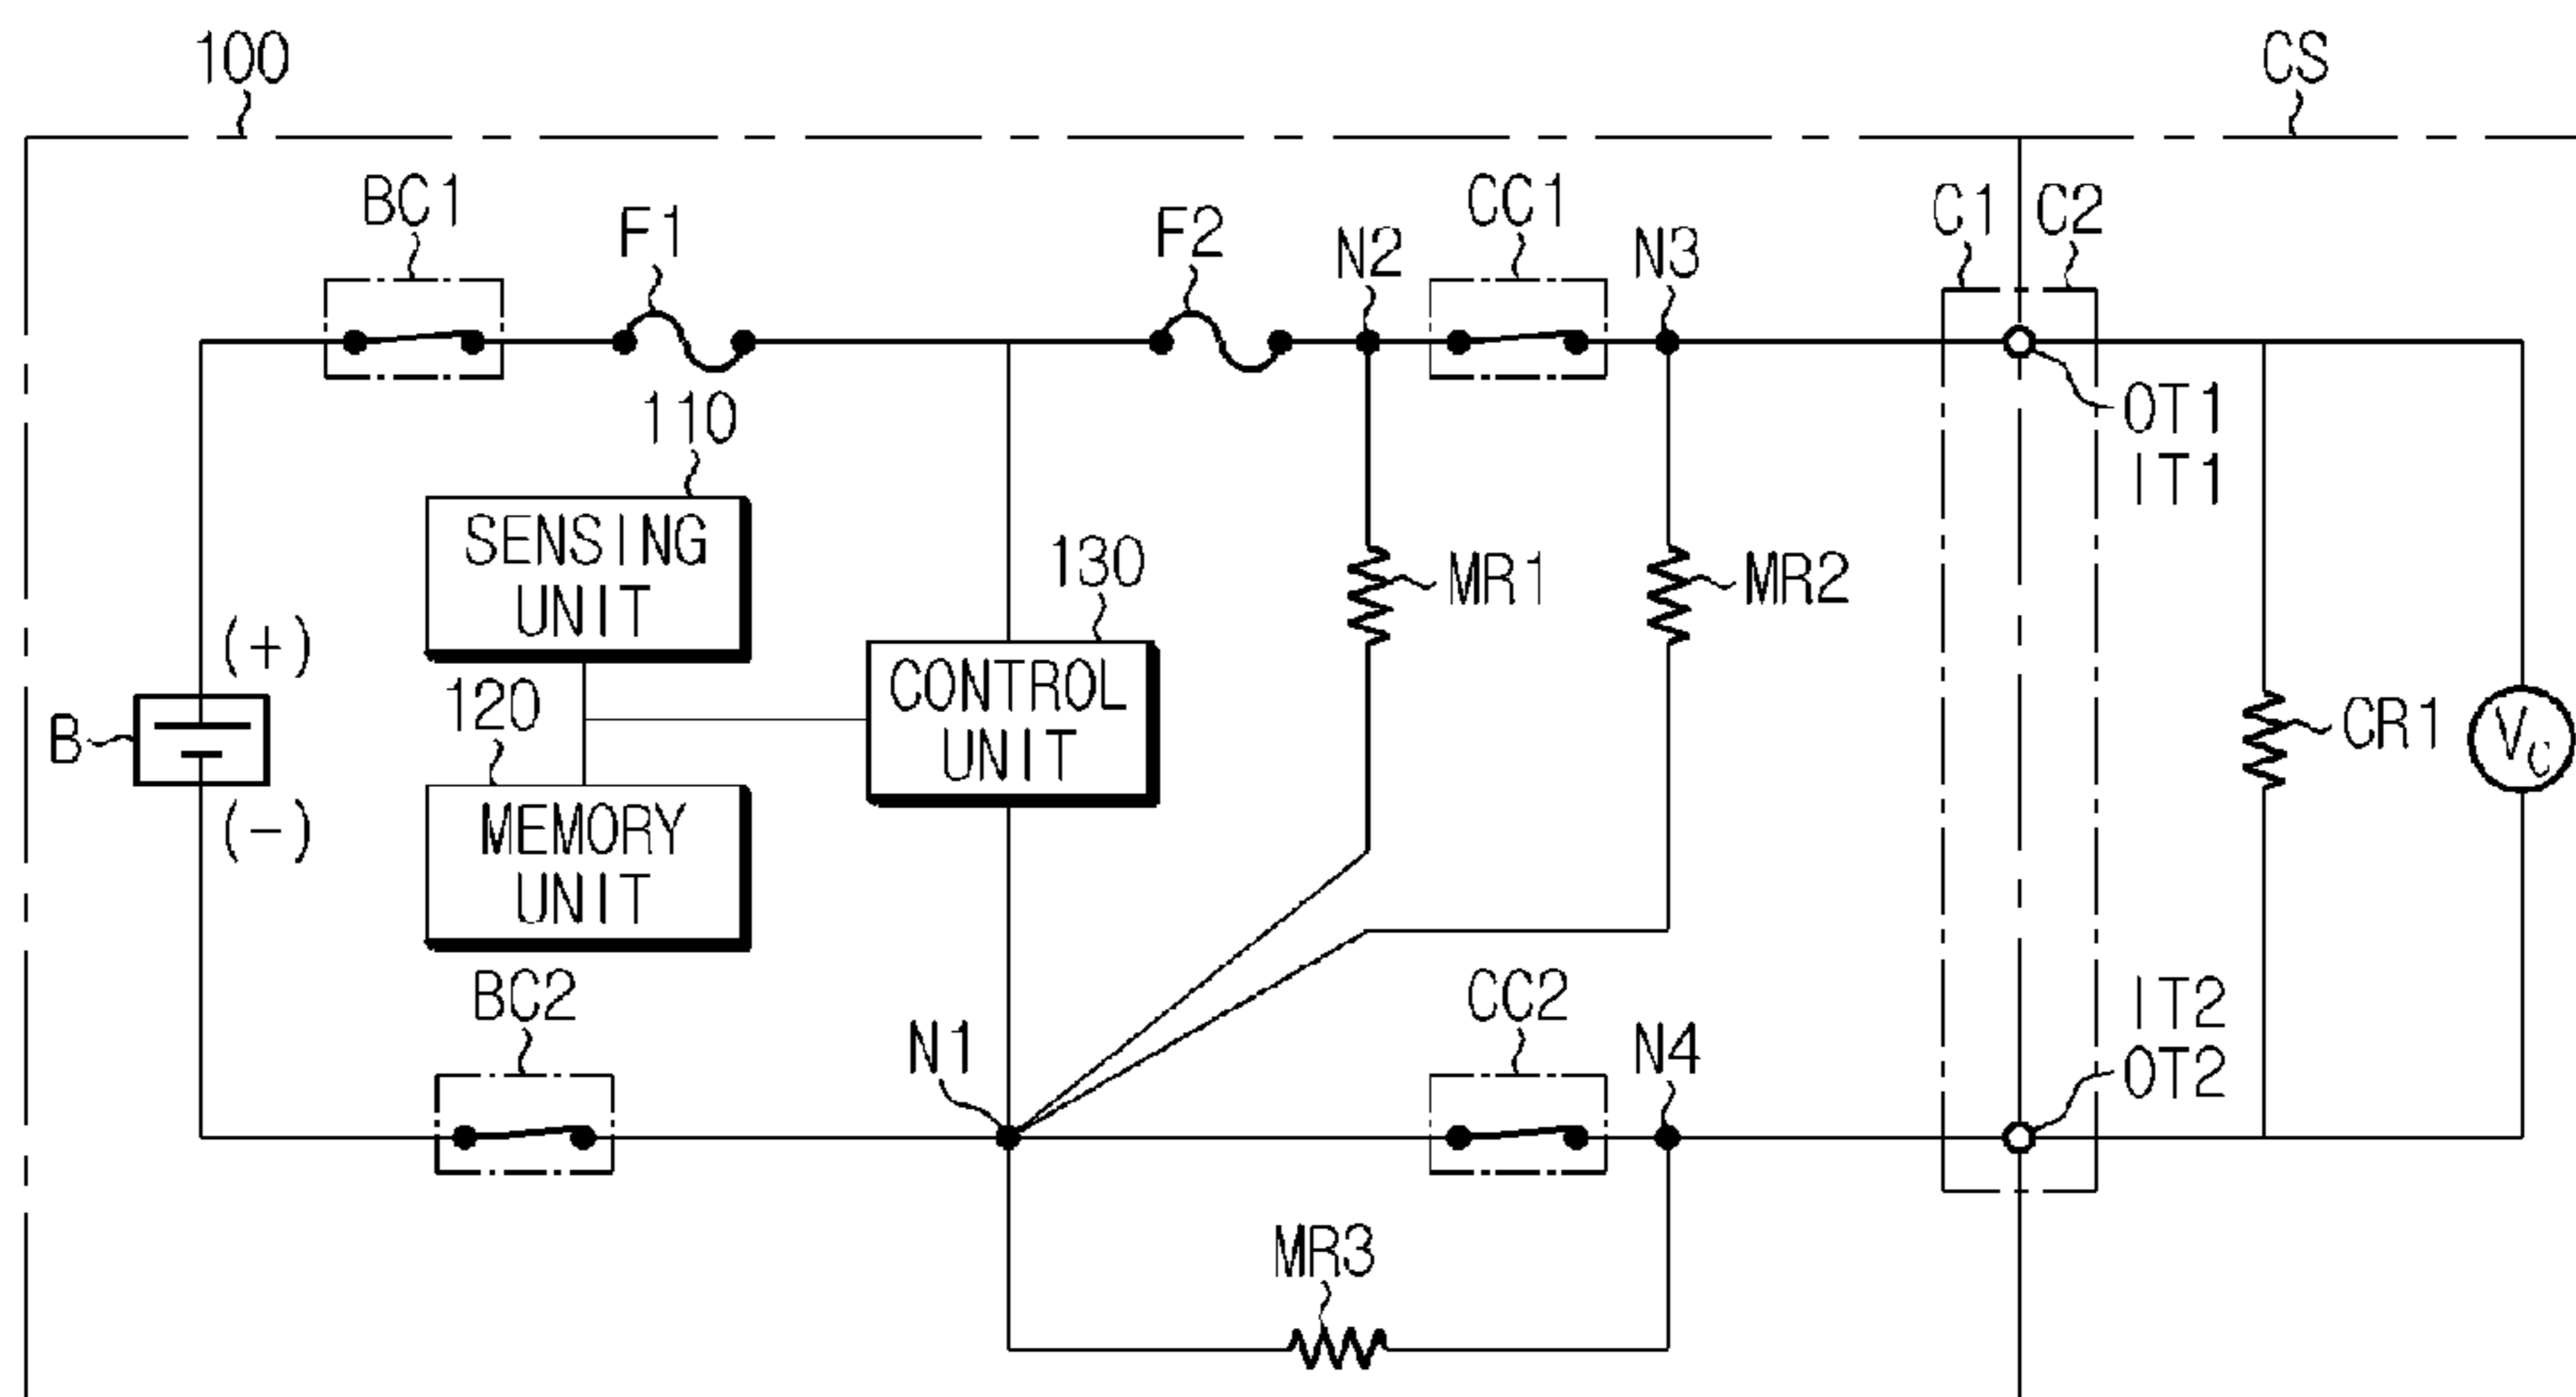 100
CS
BC1
F1
F2
N2
CC1
N3
C1
C2
OT1
IT1
110
SENSING
UNIT
130
MR1
MR2
(+)
120
CONTROL
UNIT
B
CR1
VC
(-)
MEMORY
UNIT
BC2
N1
CC2
N4
IT2
OT2
MR3